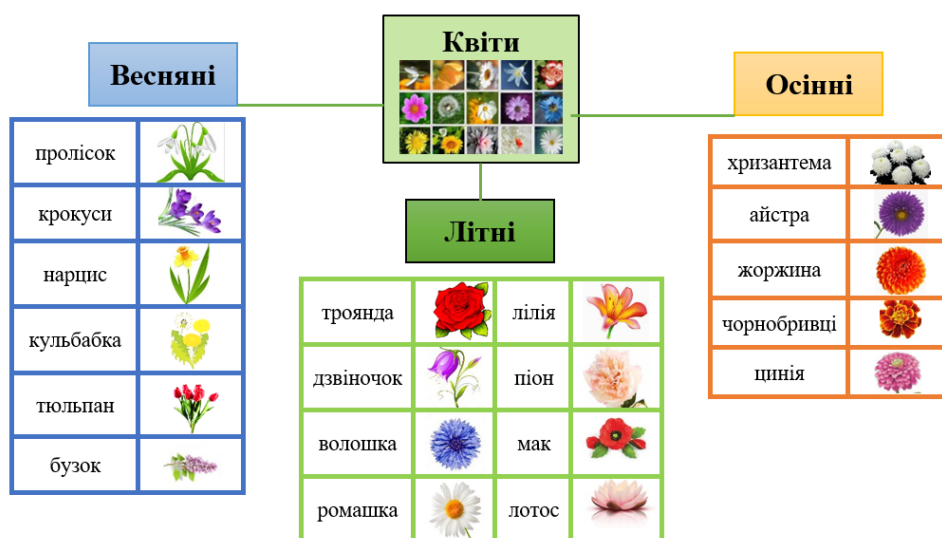 Квіти
Весняні
пролісок
крокуси
нарцис
кульбабка
тюльпан
бузок
Літні
троянда лілія
дзвіночок піон
волошка мак
ромашка лотос
Осінні
хризантема
айстра
жоржина
чорнобривці
цинія